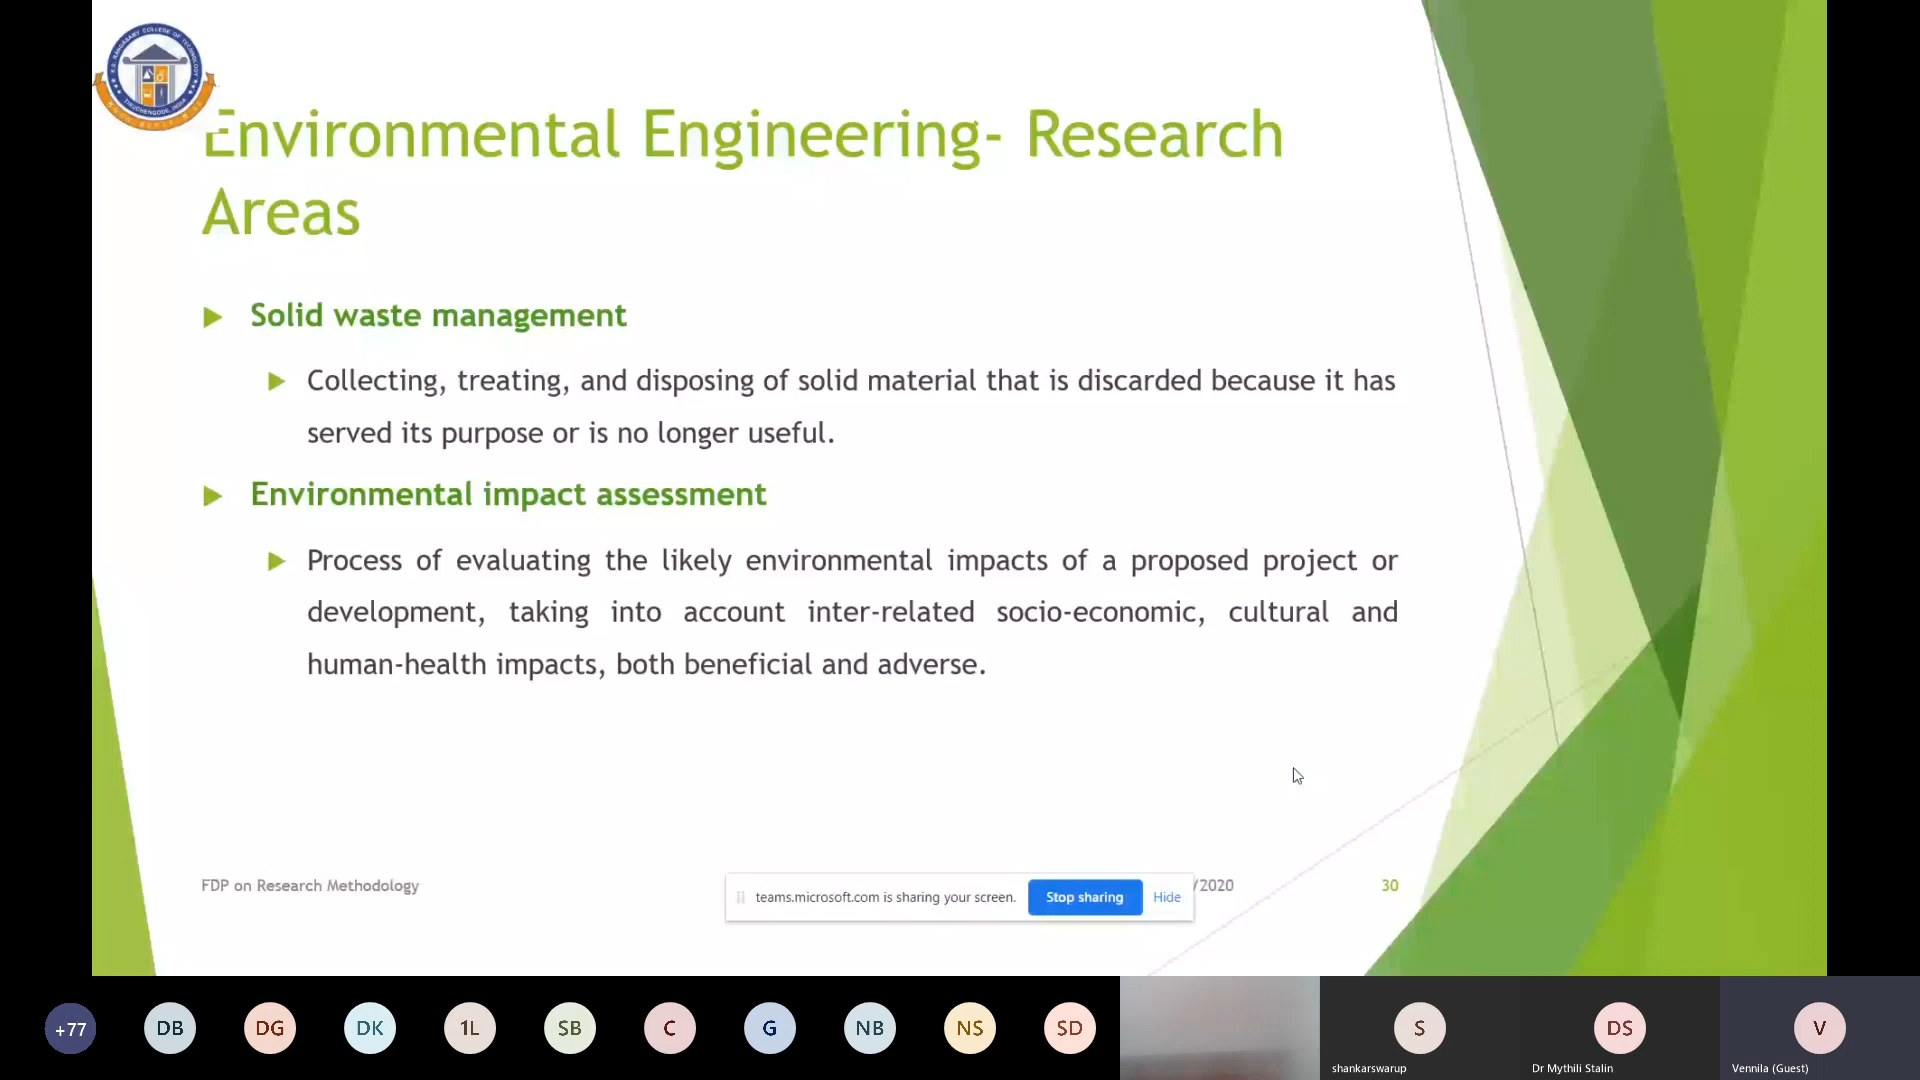 Environmental Engineering- Research
Areas
Solid waste management
Collecting, treating, and disposing of solid material that is discarded because it has
served its purpose or is no longer useful.
Environmental impact assessment
Process of evaluating the likely environmental impacts of a proposed project or
development, taking into account inter-related socio-economic, cultural and
human-health impacts, both beneficial and adverse.
FDP on Research Methodology
/2020
30
teams.microsoft.com is sharing your screen.
Stop sharing
Hide
+77
DB
DG
DK
1L
SB
C
G
NB
NS
SD
S
DS
V
shankarswarup
Dr Mythili Stalin
Vennila (Guest)